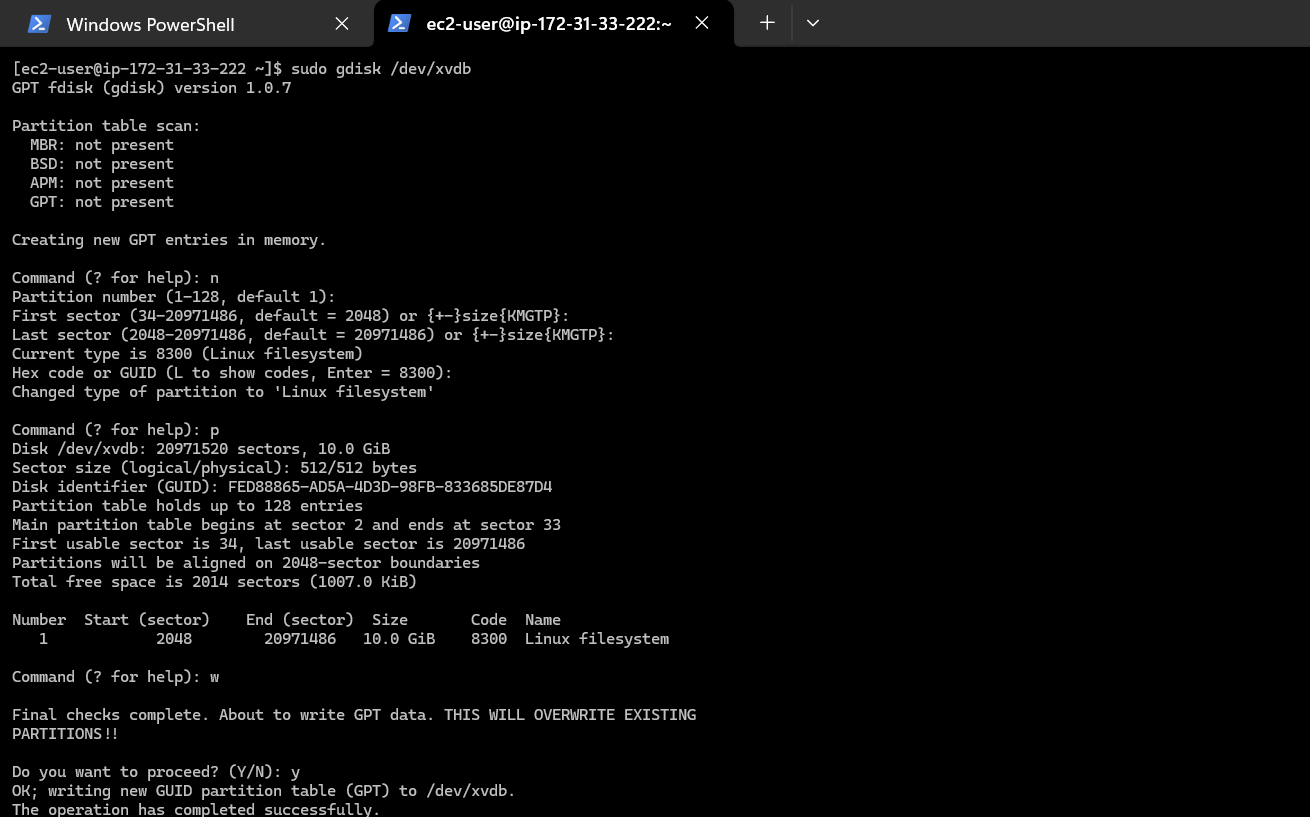 Windows PowerShell
ec2-user@ip-172-31-33-222:~
[ec2-user@ip-172-31-33-222 ~]$ sudo gdisk /dev/xvdb
GPT fdisk (gdisk) version 1.0.7
Partition table scan:
MBR: not present
BSD: not present
APM: not present
GPT: not present
Creating new GPT entries in memory.
Command (? for help): n
Partition number (1-128, default 1):
First sector (34-20971486, default = 2048) or {+-}size{KMGTP}:
Last sector (2048-20971486, default = 20971486) or {+-}size{KMGTP}:
Current type is 8300 (Linux filesystem)
Hex code or GUID (L to show codes, Enter = 8300):
Changed type of partition to 'Linux filesystem'
Command (? for help): p
Disk /dev/xvdb: 20971520 sectors, 10.0 GiB
Sector size (logical/physical): 512/512 bytes
Disk identifier (GUID): FED88865-AD5A-4D3D-98FB-833685DE87D4
Partition table holds up to 128 entries
Main partition table begins at sector 2 and ends at sector 33
First usable sector is 34, last usable sector is 20971486
Partitions will be aligned on 2048-sector boundaries
Total free space is 2014 sectors (1007.0 KiB)
Number  Start (sector)    End (sector)  Size       Code  Name
1            2048        20971486   10.0 GiB    8300  Linux filesystem
Command (? for help): w
Final checks complete. About to write GPT data. THIS WILL OVERWRITE EXISTING
PARTITIONS!!
Do you want to proceed? (Y/N): y
OK; writing new GUID partition table (GPT) to /dev/xvdb.
The operation has completed successfully.